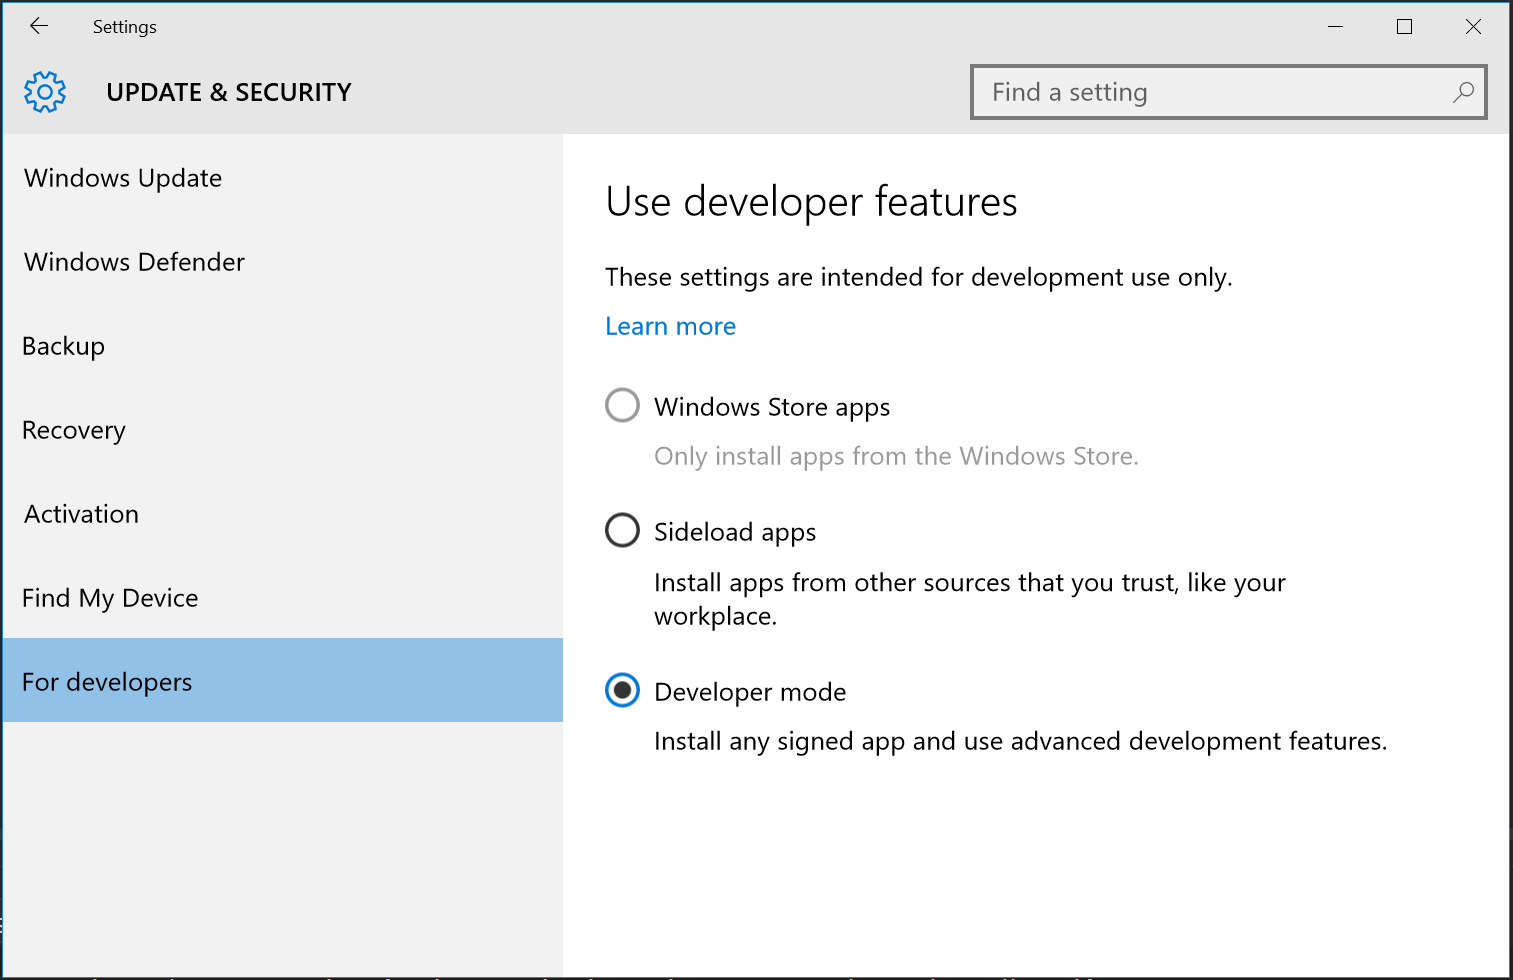 Settings
UPDATE & SECURITY
Find a setting
Windows Update
Windows Defender
Backup
Recovery
Activation
Find My Device
For developers
Use developer features
These settings are intended for development use only.
Learn more
Windows Store apps
Only install apps from the Windows Store.
Sideload apps
Install apps from other sources that you trust, like your
workplace.
Developer mode
Install any signed app and use advanced development features.